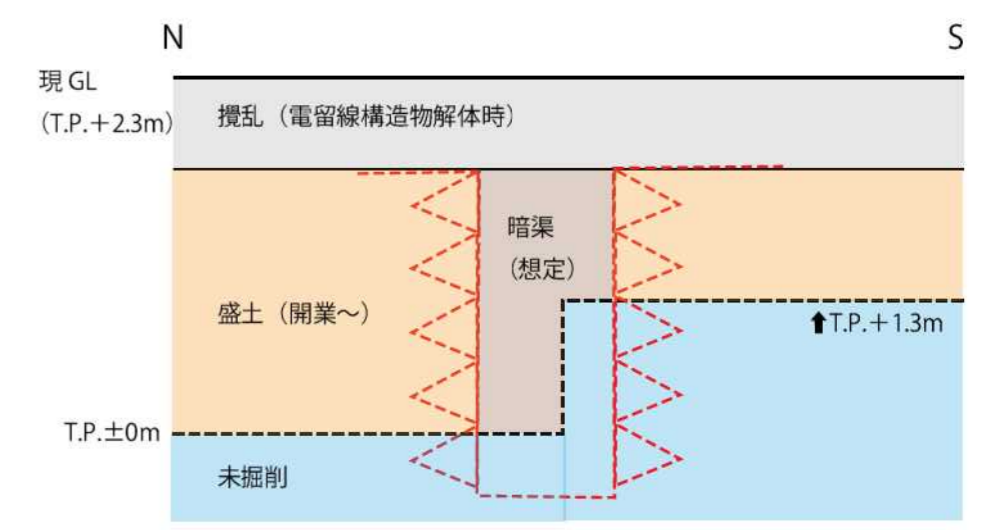 N
S
現 GL
（T.P.＋2.3m）
攪乱（電留線構造物解体時）
暗渠
（想定）
盛土（開業～）
⬆T.P.＋1.3m
T.P.±0m
未掘削